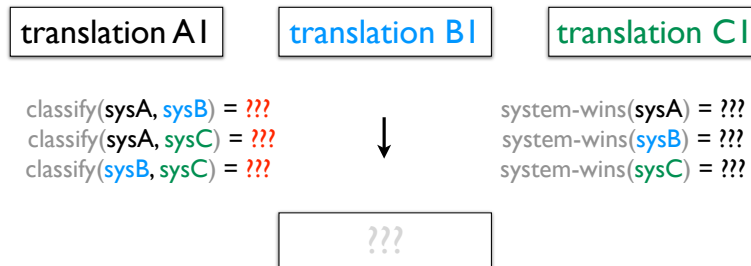 translation A1 translation B1 translation C1
classify(sysA, sysB) = ??? system-wins(sysA) = ???
classify(sysA, sysC) = ??? system-wins(sysB) = ???
classify(sysB, sysC) = ??? system-wins(sysC) = ???
???